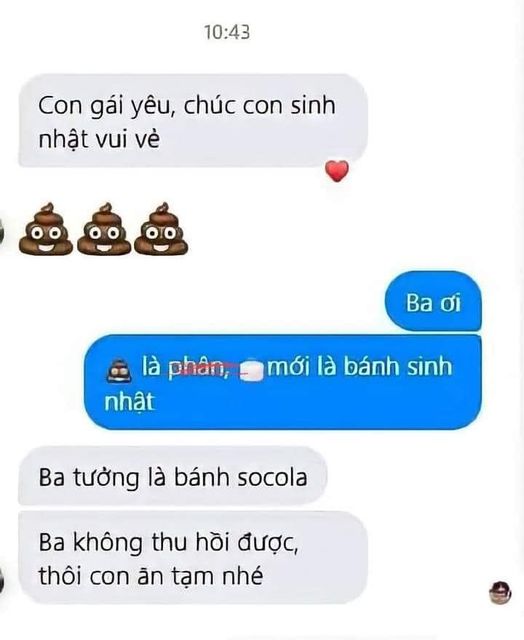 10:43
Con gái yêu, chúc con sinh
nhật vui vẻ
Ba ơi
là phân, mới là bánh sinh
nhật
Ba tưởng là bánh socola
Ba không thu hồi được,
thôi con ăn tạm nhé